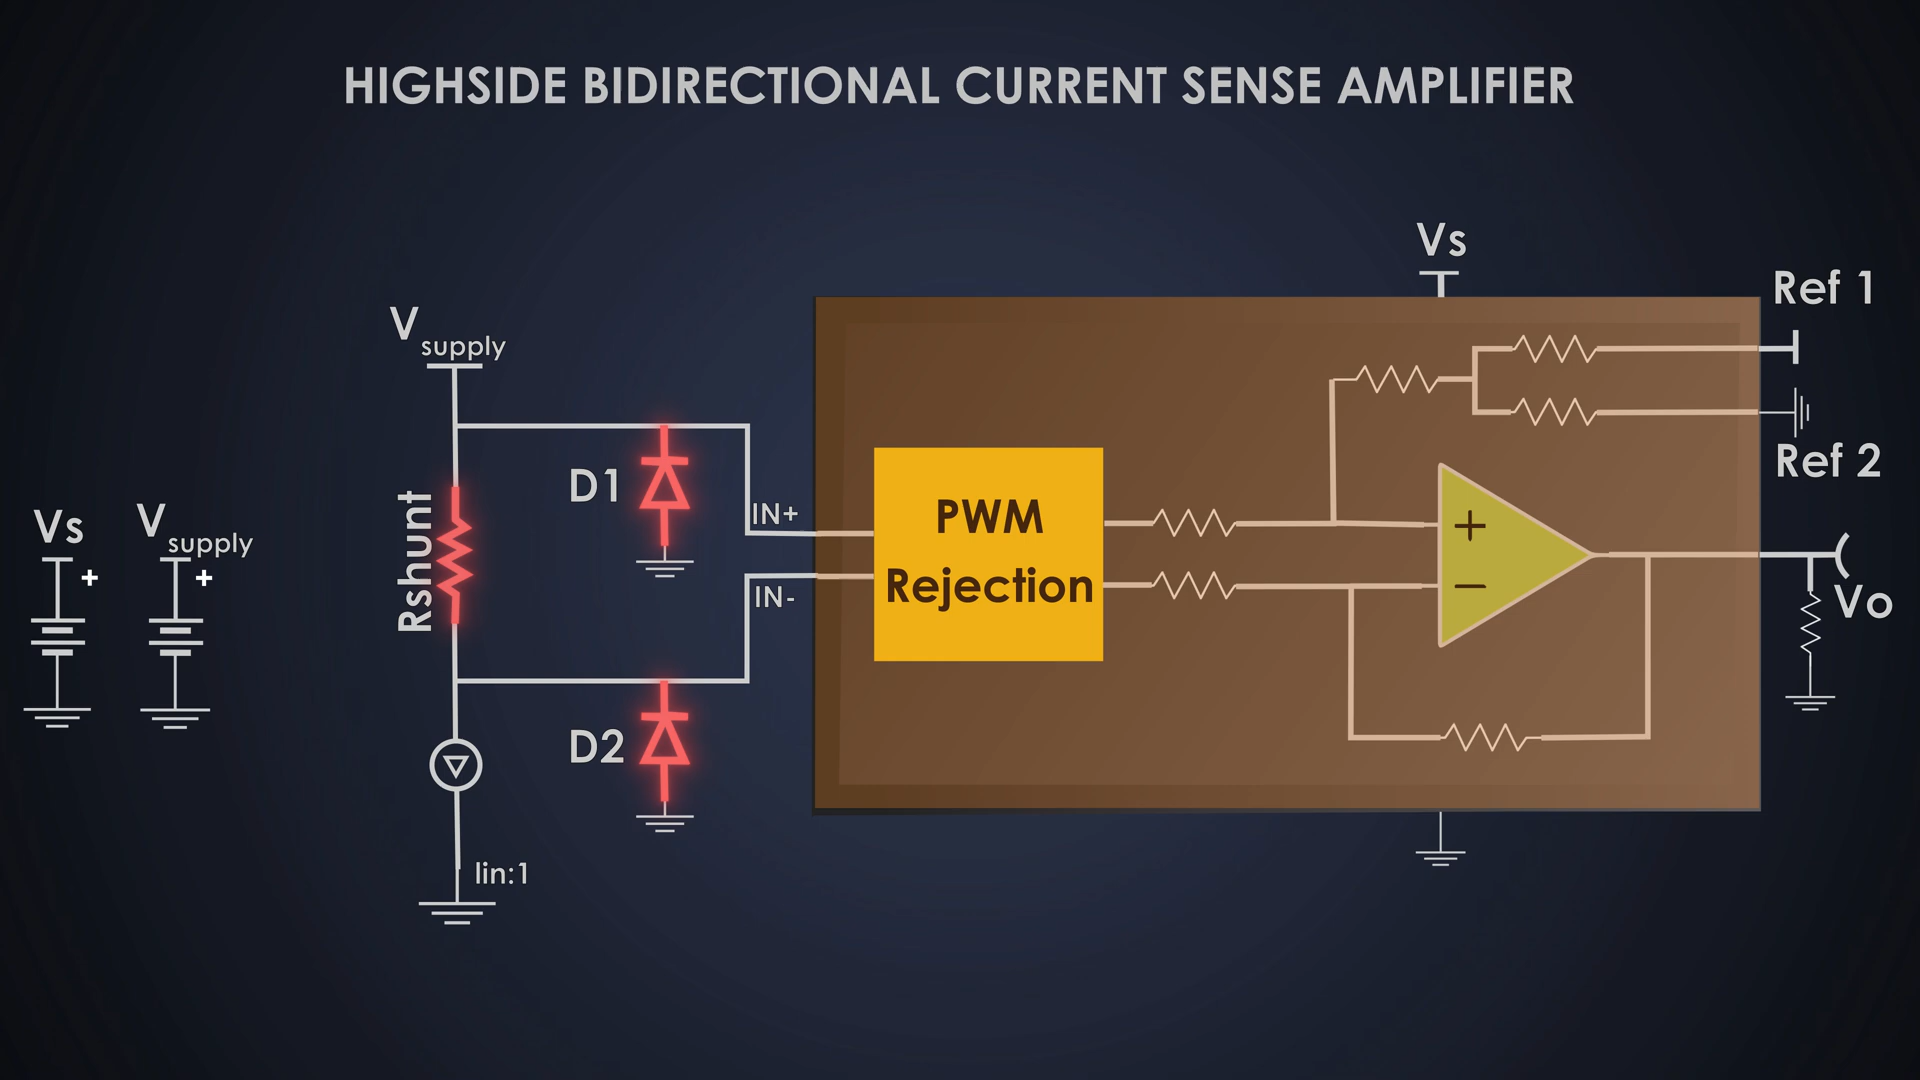 HIGHSIDE BIDIRECTIONAL CURRENT SENSE AMPLIFIER
Vs
Ref 1
Vsupply
D1
IN+
PWM
Rejection
+
−
Ref 2
Vs
+
Vsupply
+
Rshunt
IN-
Vo
D2
Iin:1